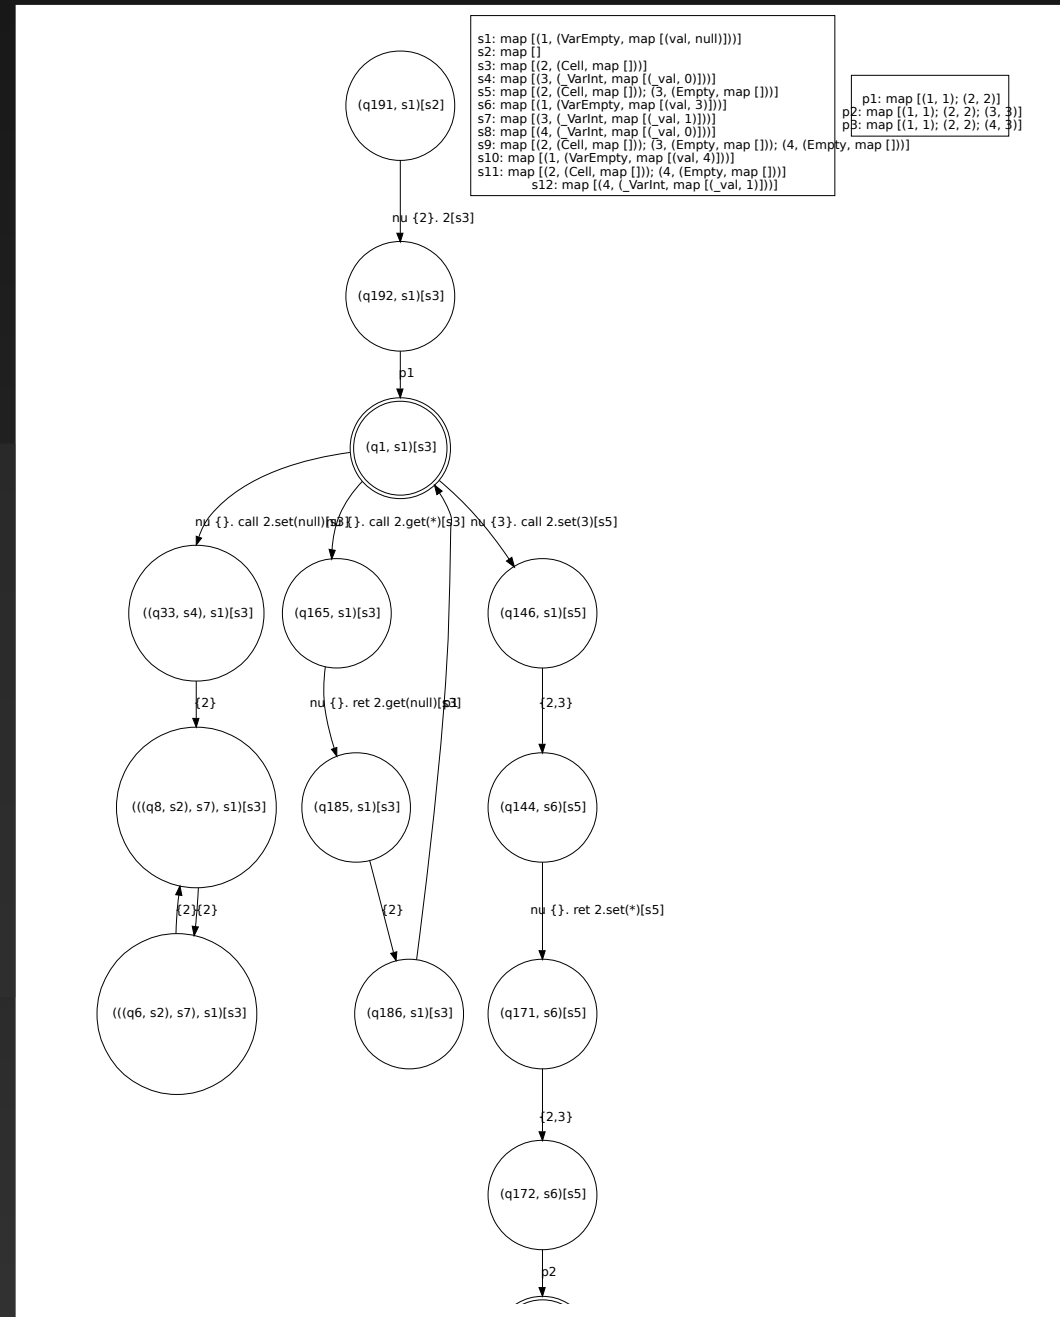 s1: map [(1, (VarEmpty, map [(val, null)]))]
s2: map []
s3: map [(2, (Cell, map []))]
s4: map [(3, (_VarInt, map [(_val, 0)]))]
s5: map [(2, (Cell, map [])); (3, (Empty, map []))]
s6: map [(1, (VarEmpty, map [(val, 3)]))]
s7: map [(3, (_VarInt, map [(_val, 1)]))]
s8: map [(4, (_VarInt, map [(_val, 0)]))]
s9: map [(2, (Cell, map [])); (3, (Empty, map [])); (4, (Empty, map []))]
s10: map [(1, (VarEmpty, map [(val, 4)]))]
s11: map [(2, (Cell, map [])); (4, (Empty, map []))]
s12: map [(4, (_VarInt, map [(_val, 1)]))]
p1: map [(1, 1); (2, 2)]
p2: map [(1, 1); (2, 2); (3, 3)]
p3: map [(1, 1); (2, 2); (4, 3)]
(q191, s1)[s2]
nu {2}. 2[s3]
(q192, s1)[s3]
p1
(q1, s1)[s3]
nu {}. call 2.set(null)[s3]
nu {}. call 2.get(*)[s3]
nu {3}. call 2.set(3)[s5]
((q33, s4), s1)[s3]
(q165, s1)[s3]
(q146, s1)[s5]
{2}
nu {}. ret 2.get(null)[s3]
p1
{2,3}
(((q8, s2), s7), s1)[s3]
(q185, s1)[s3]
(q144, s6)[s5]
{2}
{2}
{2}
nu {}. ret 2.set(*)[s5]
(((q6, s2), s7), s1)[s3]
(q186, s1)[s3]
(q171, s6)[s5]
{2,3}
(q172, s6)[s5]
p2